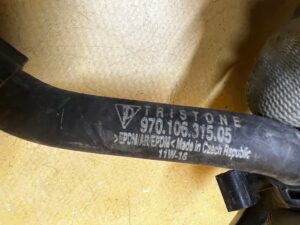 TRISTONE
970.106.315.05
>EPDM/AR/EPDM< Made in Czech Republic
11W-16